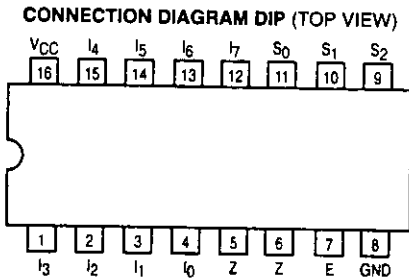 CONNECTION DIAGRAM DIP (TOP VIEW)
VCC I4 I5 I6 I7 S0 S1 S2
16 15 14 13 12 11 10 9
1 2 3 4 5 6 7 8
I3 I2 I1 I0 Z Z E GND